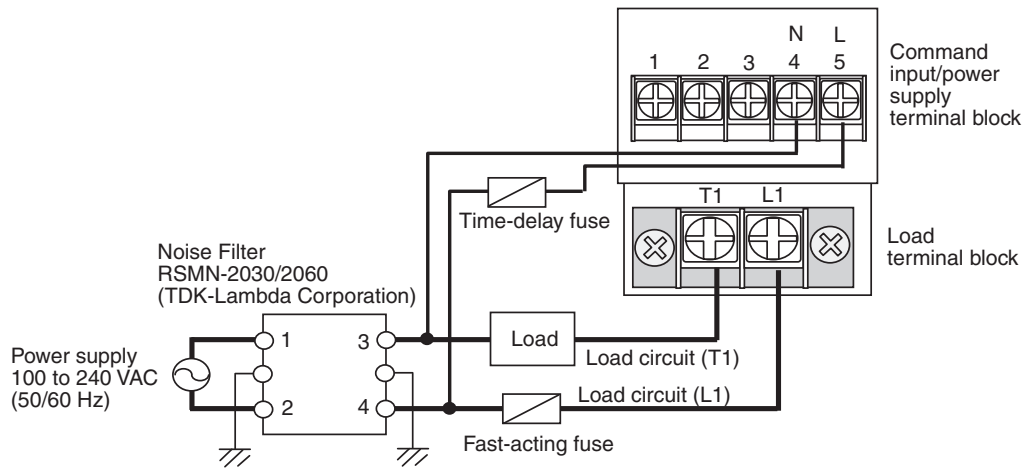 N L
1 2 3 4 5
Command
input/power
supply
terminal block
T1 L1
Time-delay fuse
Load
terminal block
Noise Filter
RSMN-2030/2060
(TDK-Lambda Corporation)
1 3
Load
Load circuit (T1)
Power supply
100 to 240 VAC
(50/60 Hz)
2 4
Load circuit (L1)
Fast-acting fuse